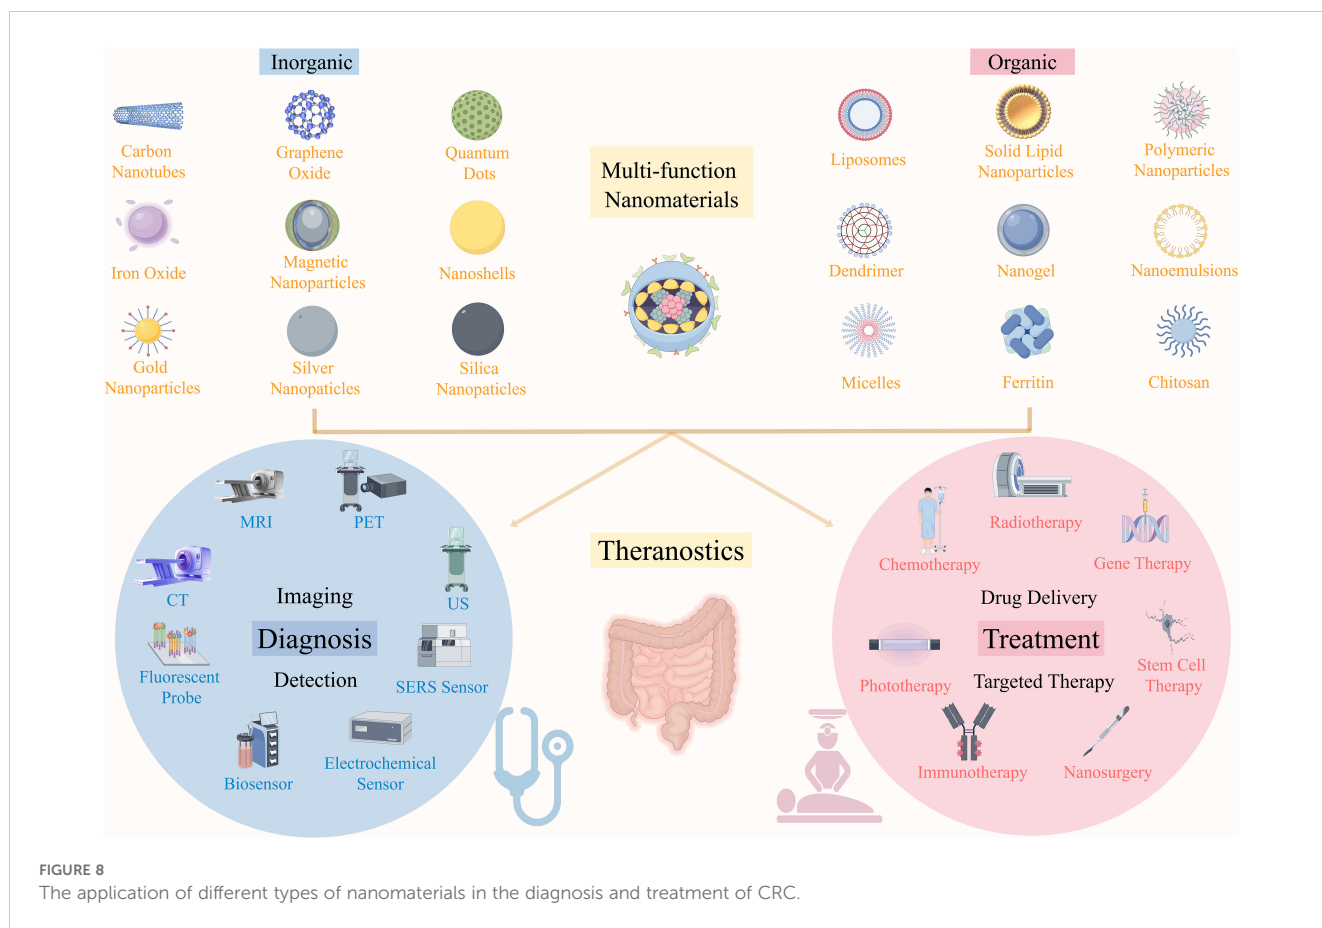 Inorganic
Organic
Carbon
Nanotubes
Graphene
Oxide
Quantum
Dots
Multi-function
Nanomaterials
Liposomes
Solid Lipid
Nanoparticles
Polymeric
Nanoparticles
Iron Oxide
Magnetic
Nanoparticles
Nanoshells
Dendrimer
Nanogel
Nanoemulsions
Gold
Nanoparticles
Silver
Nanopaticles
Silica
Nanopaticles
Micelles
Ferritin
Chitosan
MRI
PET
CT
US
Imaging
Diagnosis
Detection
Fluorescent
Probe
SERS Sensor
Biosensor
Electrochemical
Sensor
Theranostics
Radiotherapy
Chemotherapy
Gene Therapy
Drug Delivery
Treatment
Targeted Therapy
Phototherapy
Stem Cell
Therapy
Immunotherapy
Nanosurgery
FIGURE 8
The application of different types of nanomaterials in the diagnosis and treatment of CRC.